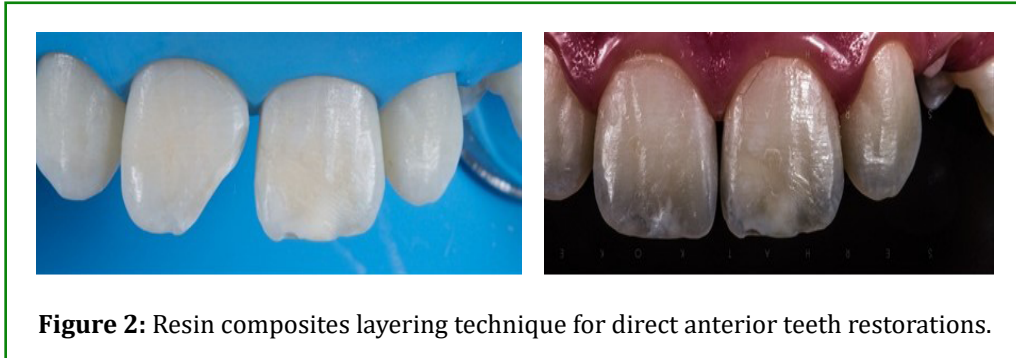 E K O K T A H R E S
Figure 2: Resin composites layering technique for direct anterior teeth restorations.